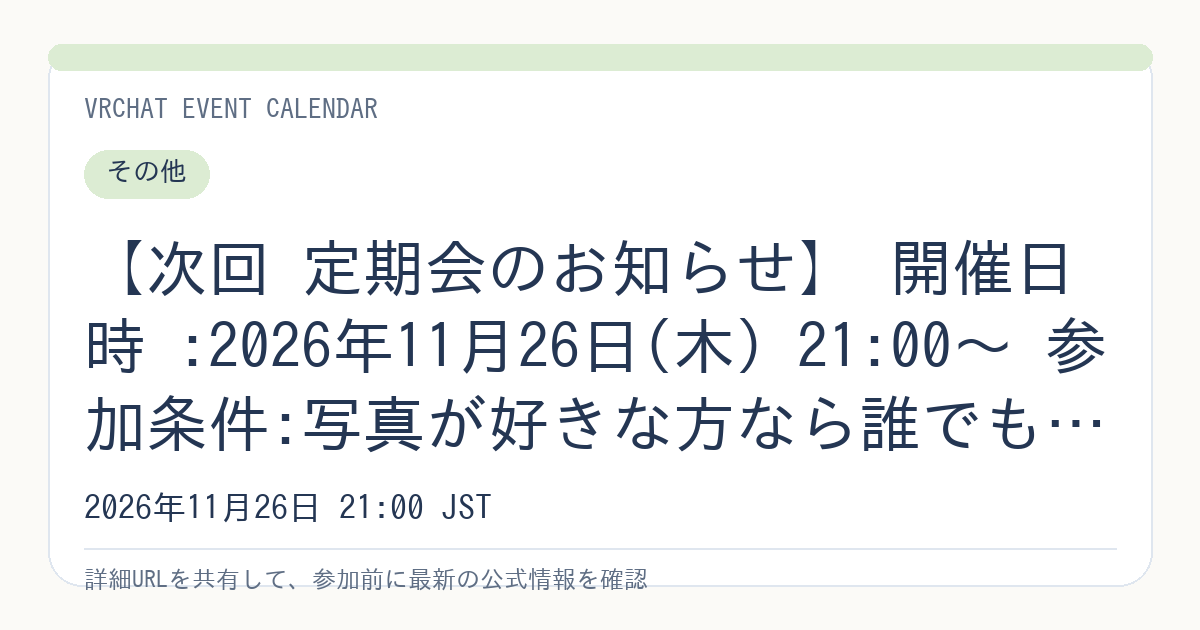 VRCHAT EVENT CALENDAR
その他
【次回 定期会のお知らせ】 開催日
時 :2026年11月26日(木) 21:00〜 参
加条件:写真が好きな方なら誰でも…
2026年11月26日 21:00 JST
詳細URLを共有して、参加前に最新の公式情報を確認